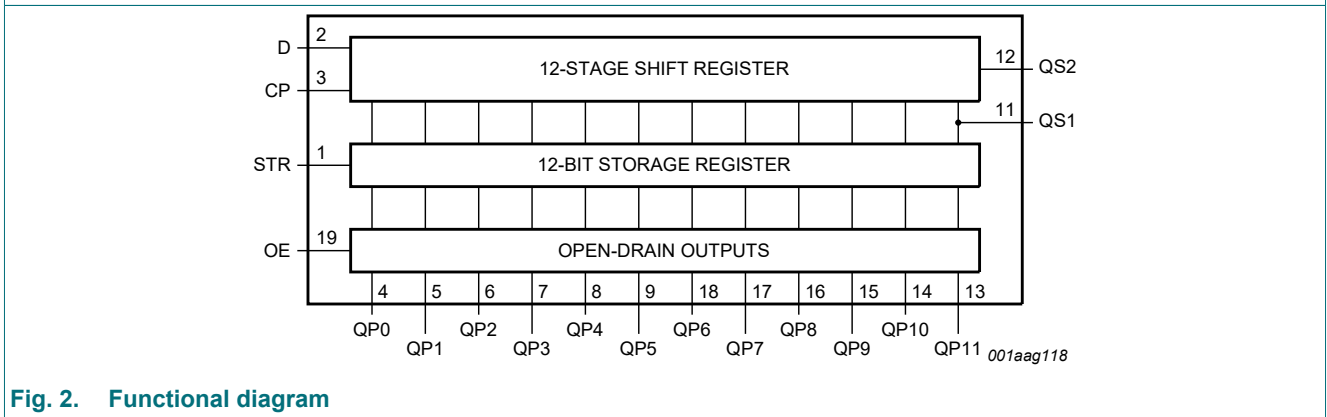 2
D
12-STAGE SHIFT REGISTER
12
QS2
3
CP
11
QS1
1
STR
12-BIT STORAGE REGISTER
19
OE
OPEN-DRAIN OUTPUTS
4 5 6 7 8 9 18 17 16 15 14 13
QP0 QP2 QP4 QP6 QP8 QP10
QP1 QP3 QP5 QP7 QP9 QP11 001aag118
Fig. 2. Functional diagram